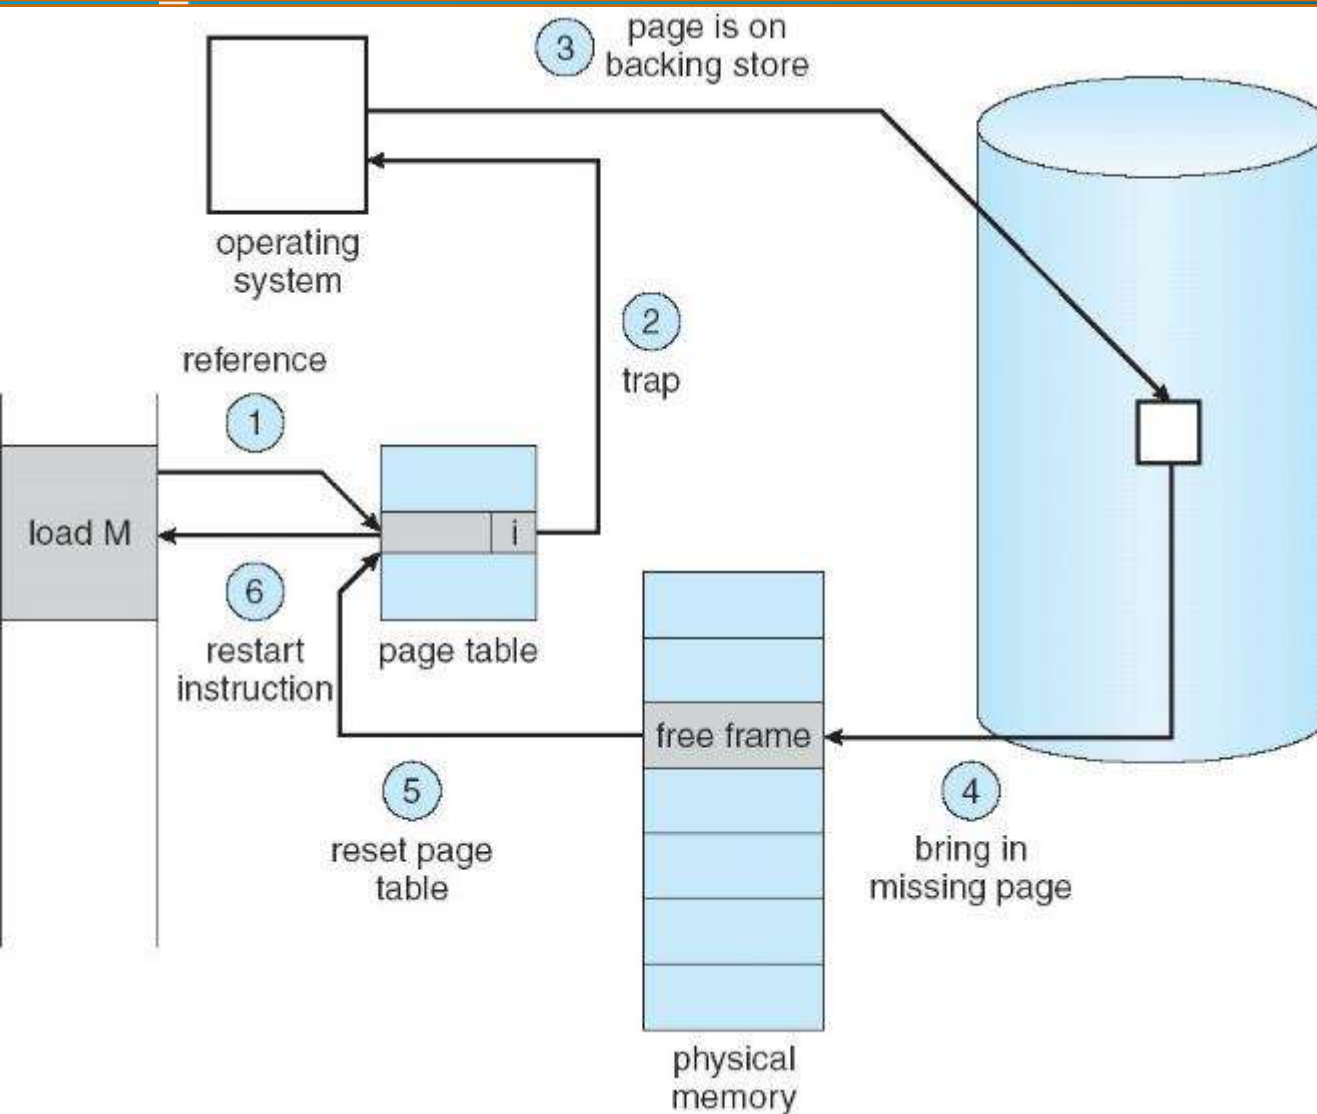 3
page is on
backing store
operating
system
2
trap
reference
1
load M
i
6
restart
instruction
page table
free frame
5
reset page
table
4
bring in
missing page
physical
memory